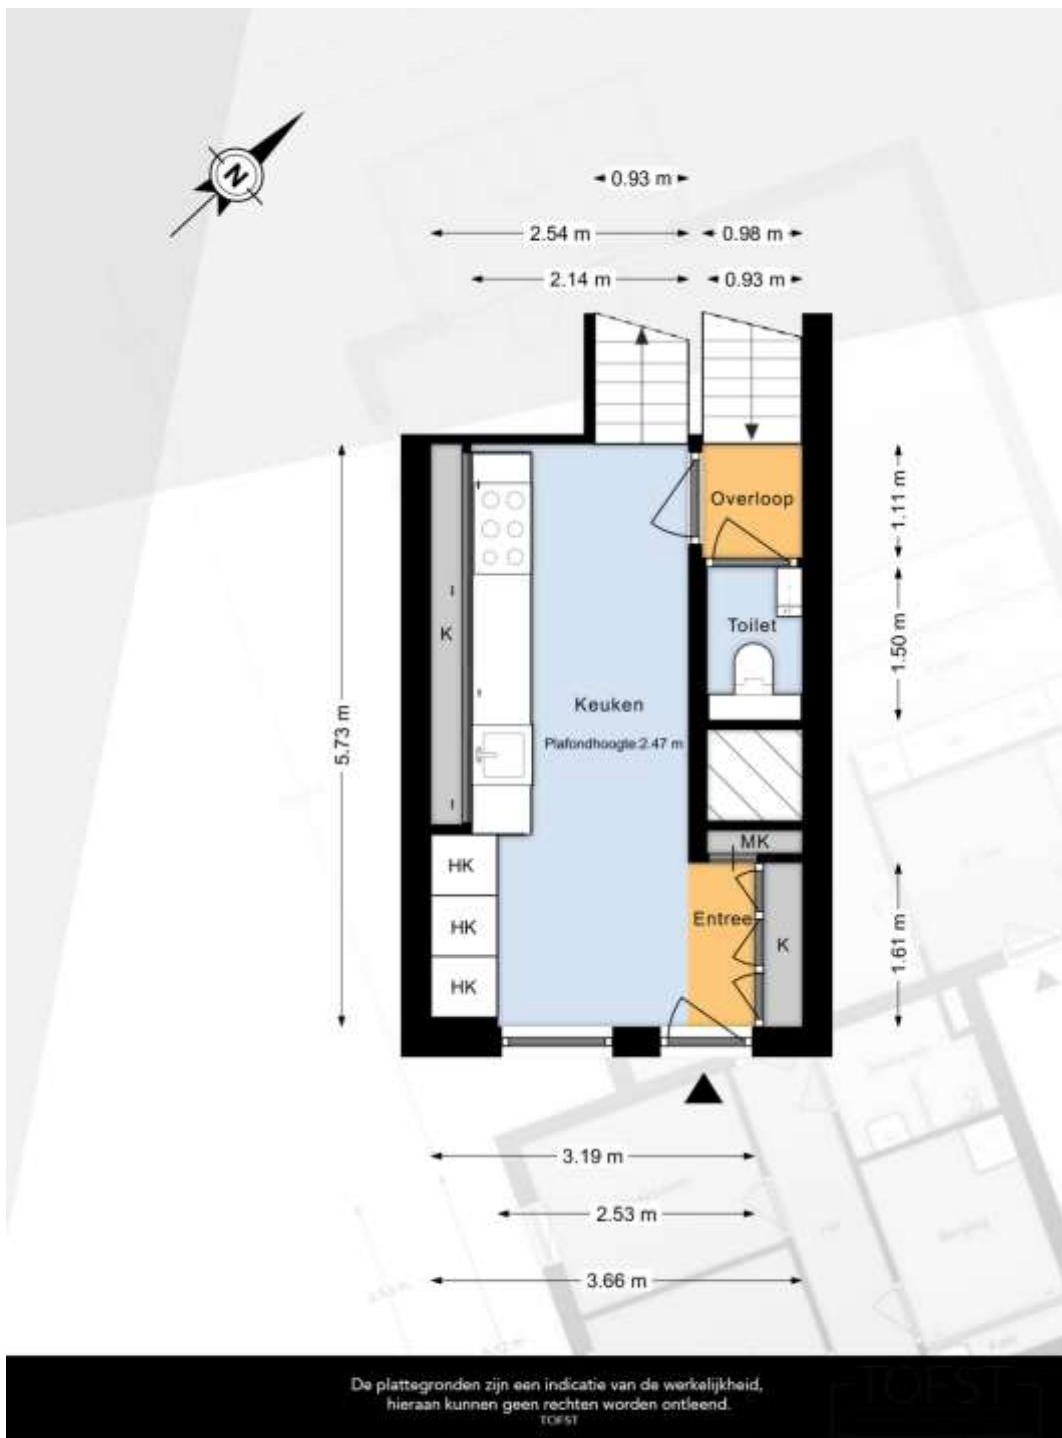 N
0.93 m
2.54 m
0.98 m
2.14 m
0.93 m
Overloop
1.11 m
Toilet
1.50 m
K
Keuken
Plafondhoogte:2.47 m
5.73 m
MK
HK
Entree
1.61 m
HK
K
HK
3.19 m
2.53 m
3.66 m
De plattegronden zijn een indicatie van de werkelijkheid,
hieraan kunnen geen rechten worden ontleend.
TOFST
TOFST